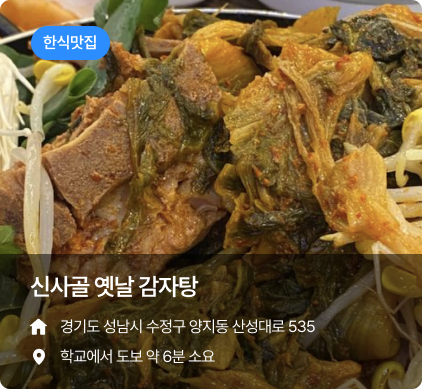 한식맛집
신사골 옛날 감자탕
경기도 성남시 수정구 양지동 산성대로 535
학교에서 도보 약 6분 소요